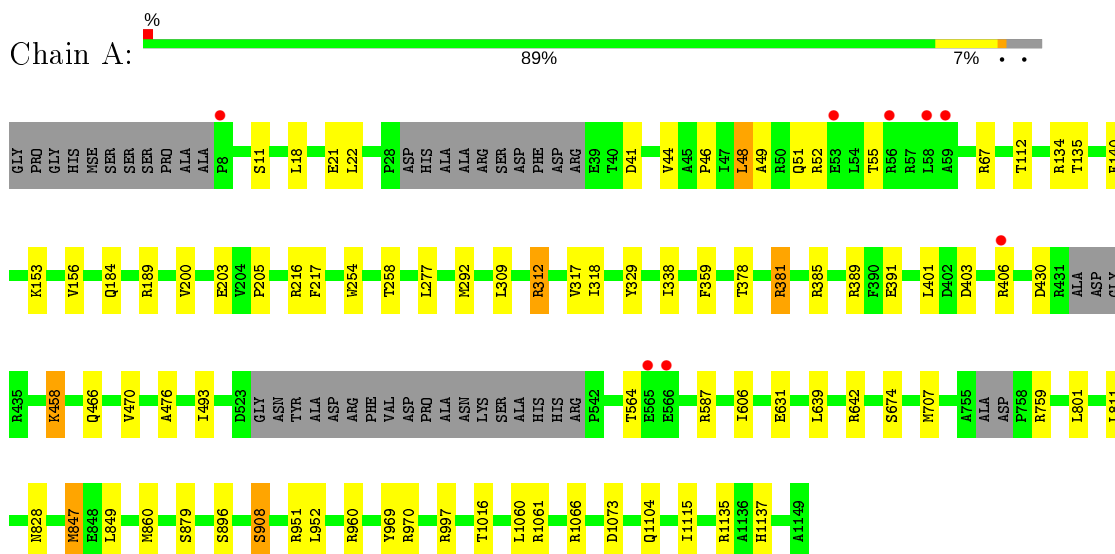 %
Chain A:
89% 7% • •
GLY PRO GLY HIS MSE SER SER SER PRO ALA ALA P8 S11 L18 E21 L22 P28 ASP HIS ALA ALA ARG SER ASP PHE ASP ARG E39 T40 D41 V44 A45 P46 I47 L48 A49 R50 Q51 R52 E53 L54 T55 R56 R57 L58 A59 R67 T112 R134 T135
K153 V156 Q184 R189 V200 E203 V204 P205 R216 F217 W254 T258 L277 M292 L309 R312 V317 I318 Y329 I338 F359 T378 R381 R385 R389 F390 E391 L401 D402 D403 R406 D430 R431 ALA ASP GLY
R435 K458 Q466 V470 A476 I493 D523 GLY ASN TYR ALA ASP ARG PHE VAL ASP PRO ALA ASN LYS SER ALA HIS HIS ARG P542 T564 E565 E566 R587 I606 E631 L639 R642 S674 M707 A755 ALA ASP P758 R759 L801 L811
N828 M847 E848 L849 M860 S879 S896 S908 R951 L952 R960 Y969 R970 R997 T1016 L1060 R1061 R1066 D1073 Q1104 I1115 R1135 A1136 H1137 A1149